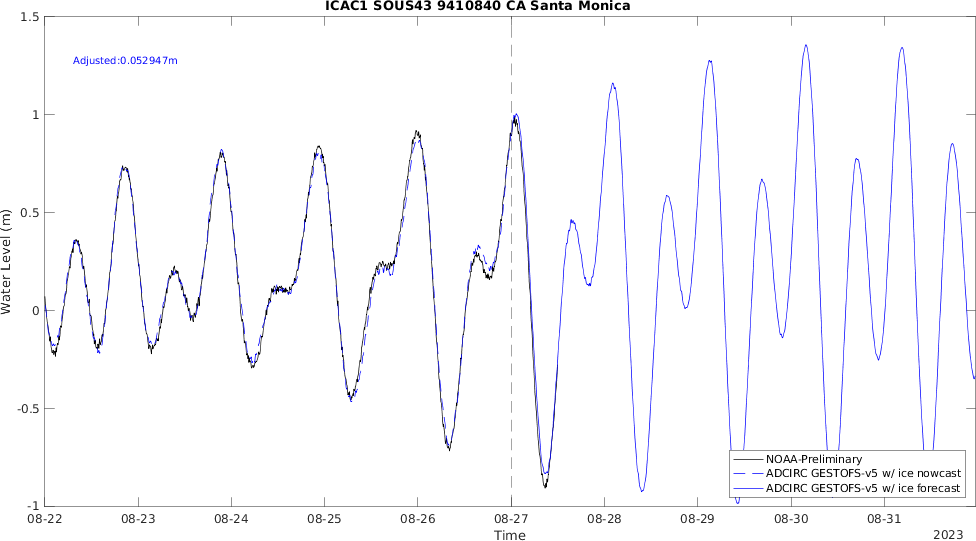 ICAC1 SOUS43 9410840 CA Santa Monica
1.5
Adjusted:0.052947m
1
0.5
Water Level (m)
0
-0.5
NOAA-Preliminary
ADCIRC GESTOFS-v5 w/ ice nowcast
ADCIRC GESTOFS-v5 w/ ice forecast
-1
08-22 08-23 08-24 08-25 08-26 08-27 08-28 08-29 08-30 08-31
Time
2023